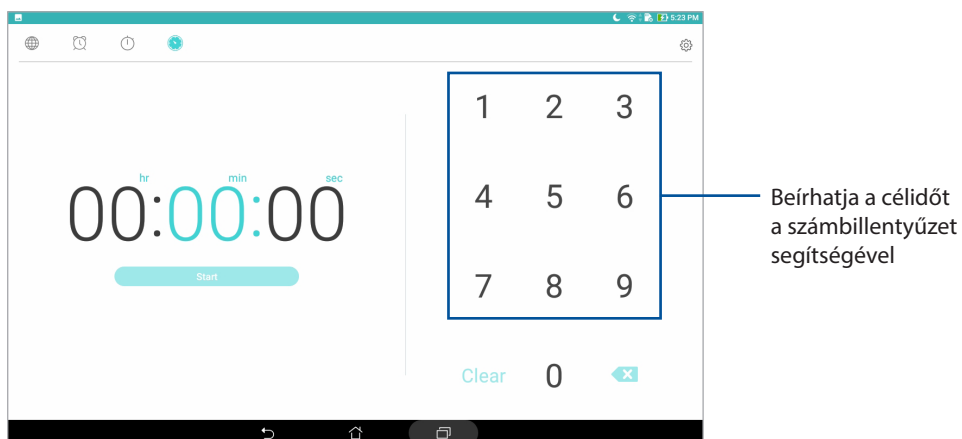 5:23 PM
hr min sec
00:00:00
Start
1 2 3
4 5 6
7 8 9
Clear 0
Beírhatja a célidőt
a számbillentyűzet
segítségével